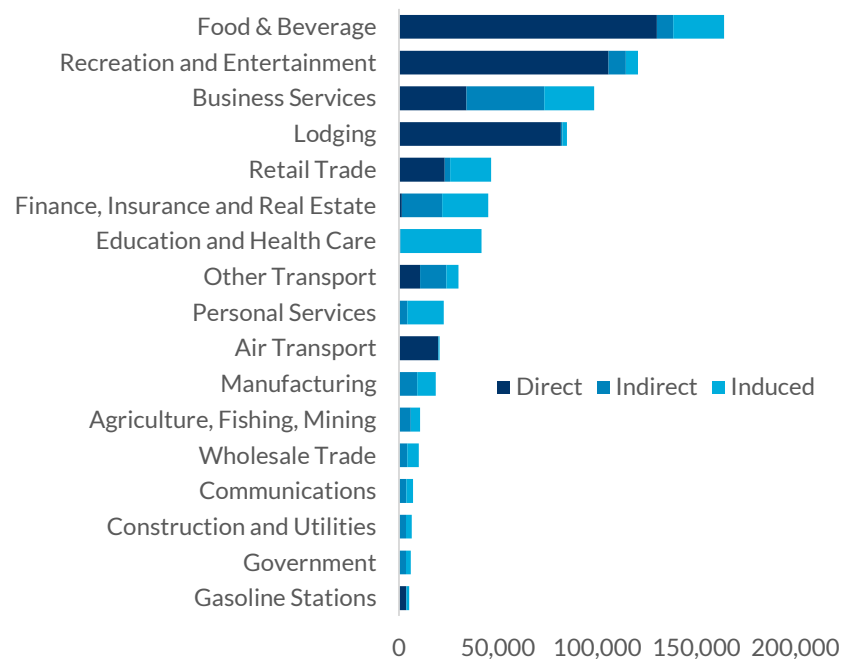 Food & Beverage
Recreation and Entertainment
Business Services
Lodging
Retail Trade
Finance, Insurance and Real Estate
Education and Health Care
Other Transport
Personal Services
Air Transport
Manufacturing
Direct Indirect Induced
Agriculture, Fishing, Mining
Wholesale Trade
Communications
Construction and Utilities
Government
Gasoline Stations
0 50,000 100,000 150,000 200,000